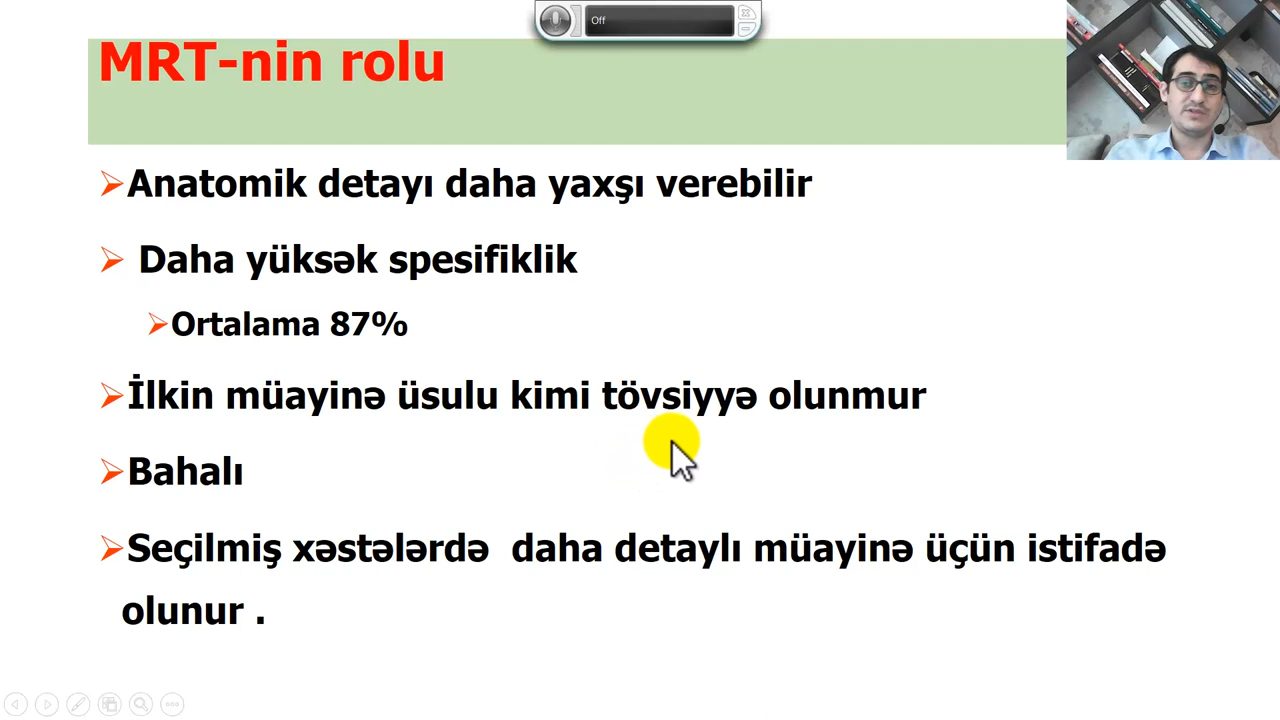 Off
MRT-nin rolu
Anatomik detayı daha yaxşı verebilir
Daha yüksək spesifiklik
Ortalama 87%
İlkin müayinə üsulu kimi tövsiyyə olunmur
Bahalı
Seçilmiş xəstələrdə daha detaylı müayinə üçün istifadə
olunur .